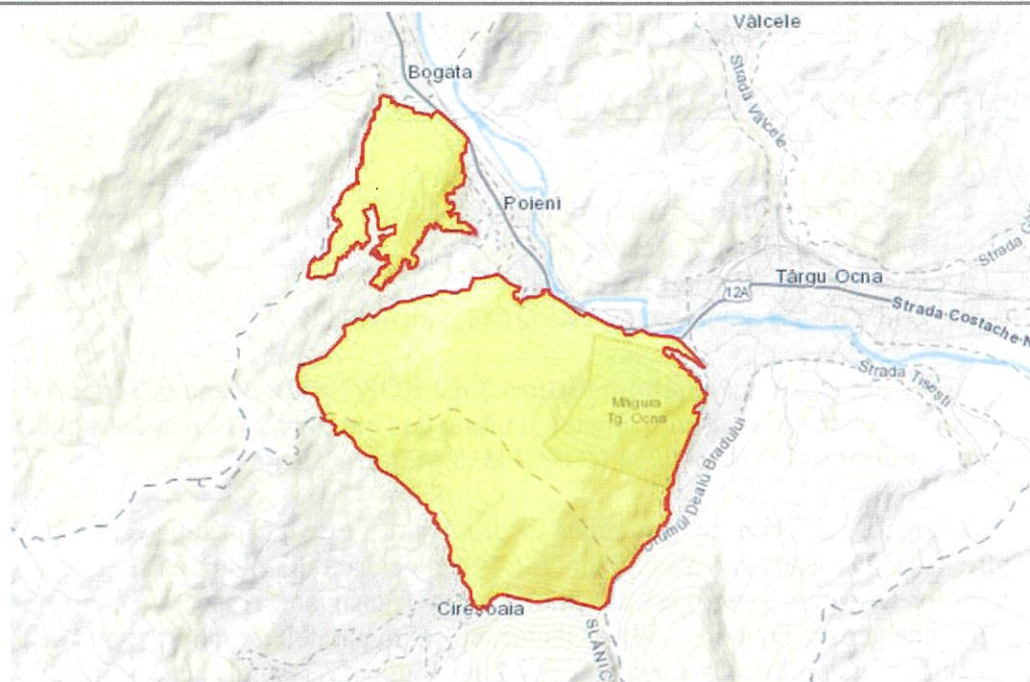 Vâlcele
Bogata
Strada Vâlcele
Poieni
Strada G
Târgu Ocna
12A
Strada Costache N
Strada Tisești
Măgura
Tg. Ocna
Drumul Dealu Bradului
Cireșoaia
SLĂNIC